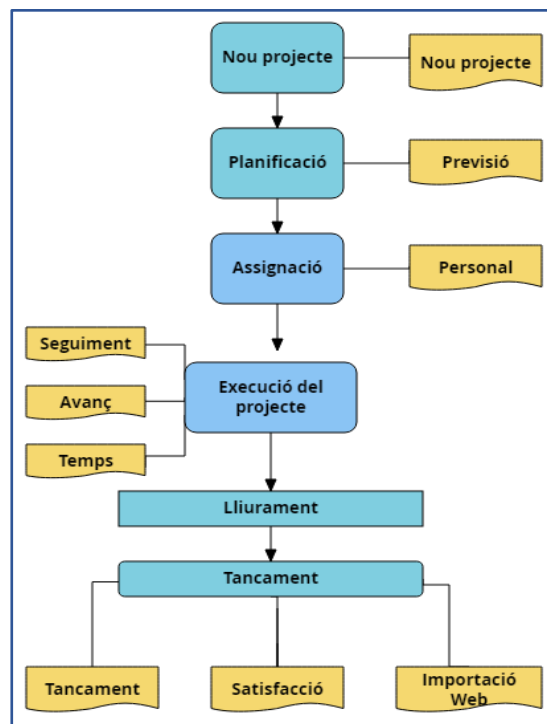 Nou projecte
Nou projecte
Planificació
Previsió
Assignació
Personal
Seguiment
Execució del
projecte
Avanç
Temps
Lliurament
Tancament
Tancament
Satisfacció
Importació
Web